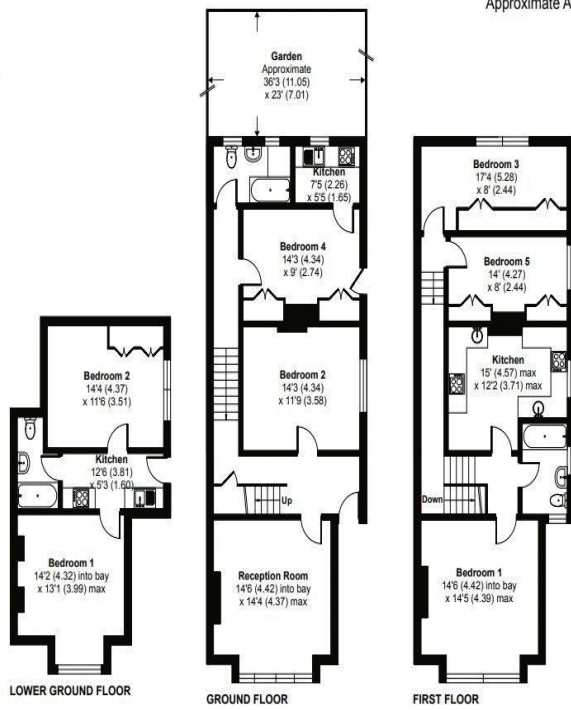 Approximate A
Garden
Approximate
36'3 (11.05)
x 23' (7.01)
Kitchen
7'5 (2.26)
x 5'5 (1.65)
Bedroom 4
14'3 (4.34)
x 9' (2.74)
Bedroom 2
14'3 (4.34)
x 11'9 (3.58)
Up
Reception Room
14'6 (4.42) into bay
x 14'4 (4.37) max
GROUND FLOOR
Bedroom 3
17'4 (5.28)
x 8' (2.44)
Bedroom 5
14' (4.27)
x 8' (2.44)
Kitchen
15' (4.57) max
x 12'2 (3.71) max
Down
Bedroom 1
14'6 (4.42) into bay
x 14'5 (4.39) max
FIRST FLOOR
Bedroom 2
14'4 (4.37)
x 11'6 (3.51)
Kitchen
12'6 (3.81)
x 5'3 (1.60)
Bedroom 1
14'2 (4.32) into bay
x 13'1 (3.99) max
LOWER GROUND FLOOR